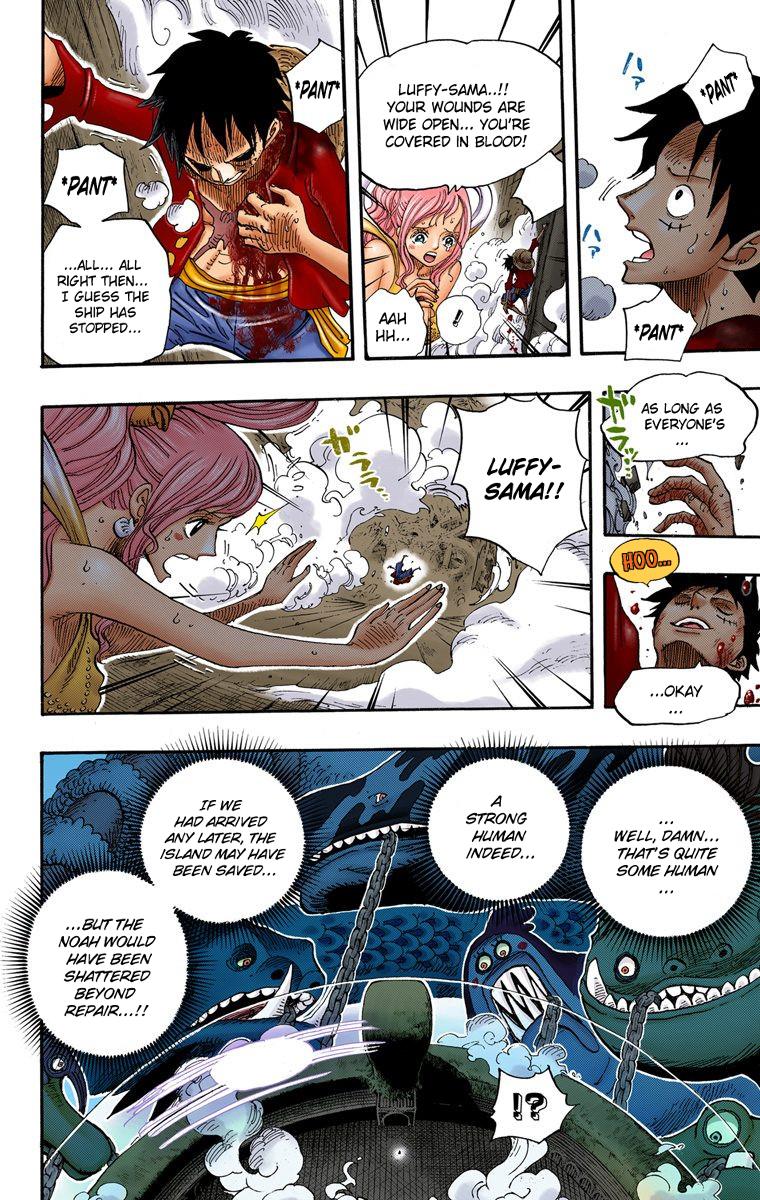 *PANT*
ハァ
ハァ
*PANT*
LUFFY-SAMA..!!
YOUR WOUNDS ARE
WIDE OPEN... YOU'RE
COVERED IN BLOOD!
!
AAH
HH...
*PANT*
*PANT*
...ALL... ALL
RIGHT THEN...
I GUESS THE
SHIP HAS
STOPPED...
AS LONG AS
EVERYONE'S
...
ガラッ
HOO...
...OKAY
...
LUFFY-
SAMA!!
ガラッ
...
WELL, DAMN...
THAT'S QUITE
SOME HUMAN
...
A
STRONG
HUMAN
INDEED...
IF WE
HAD ARRIVED
ANY LATER, THE
ISLAND MAY HAVE
BEEN SAVED...
...BUT THE
NOAH WOULD
HAVE BEEN
SHATTERED
BEYOND
REPAIR...!!
!?